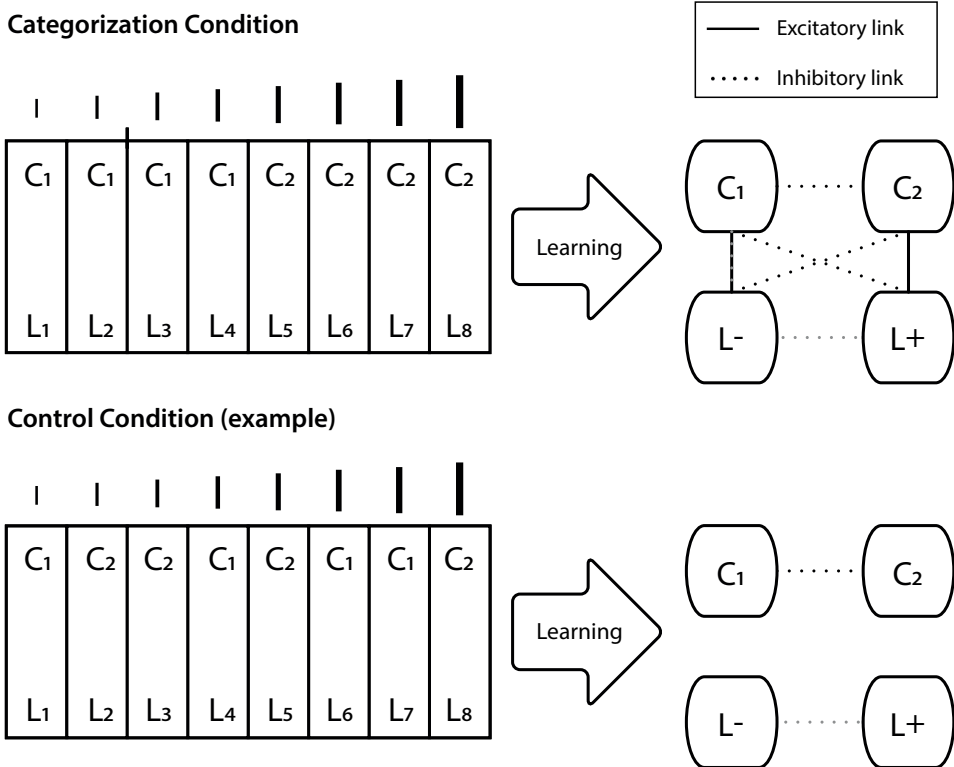 Categorization Condition
Excitatory link
Inhibitory link
C₁ C₁ C₁ C₁ C₂ C₂ C₂ C₂
L₁ L₂ L₃ L₄ L₅ L₆ L₇ L₈
Learning
C₁ C₂
L- L+
Control Condition (example)
C₁ C₂ C₂ C₁ C₂ C₁ C₁ C₂
L₁ L₂ L₃ L₄ L₅ L₆ L₇ L₈
Learning
C₁ C₂
L- L+